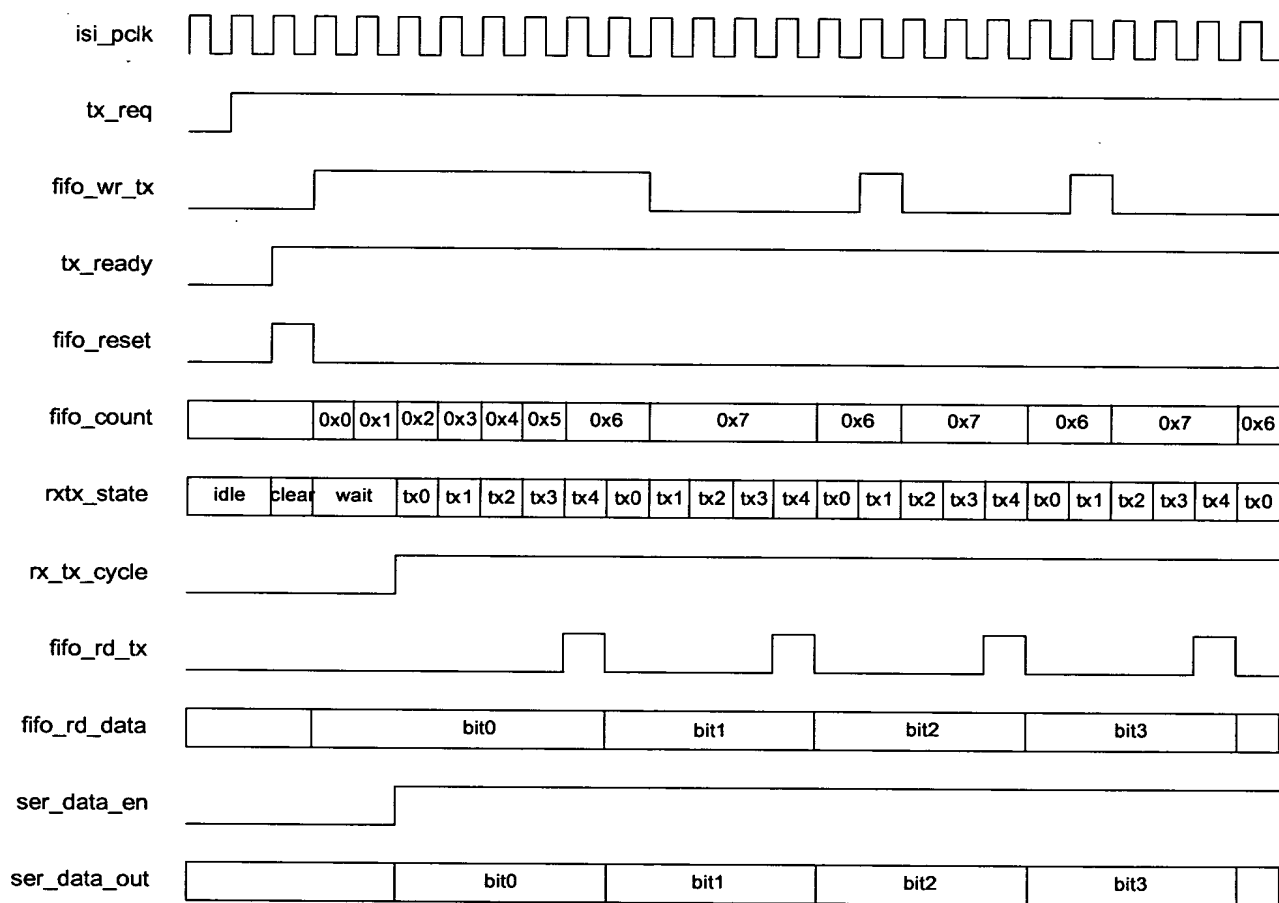 isi_pclk
tx_req
fifo_wr_tx
tx_ready
fifo_reset
fifo_count 0x0 0x1 0x2 0x3 0x4 0x5 0x6 0x7 0x6 0x7 0x6 0x7 0x6
rxtx_state idle clear wait tx0 tx1 tx2 tx3 tx4 tx0 tx1 tx2 tx3 tx4 tx0 tx1 tx2 tx3 tx4 tx0 tx1 tx2 tx3 tx4 tx0
rx_tx_cycle
fifo_rd_tx
fifo_rd_data bit0 bit1 bit2 bit3
ser_data_en
ser_data_out bit0 bit1 bit2 bit3